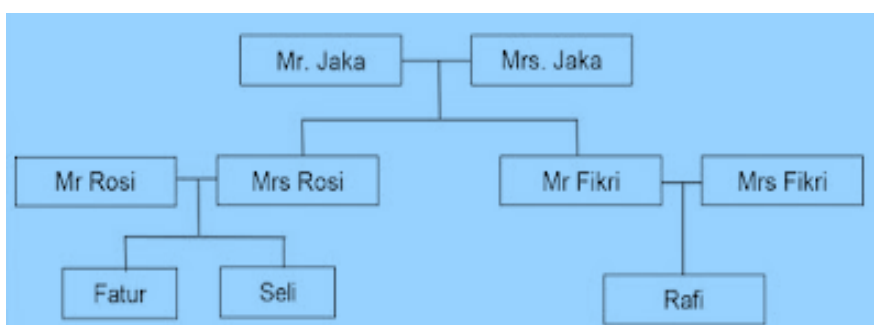 Mr. Jaka
Mrs. Jaka
Mr Rosi
Mrs Rosi
Mr Fikri
Mrs Fikri
Fatur
Seli
Rafi